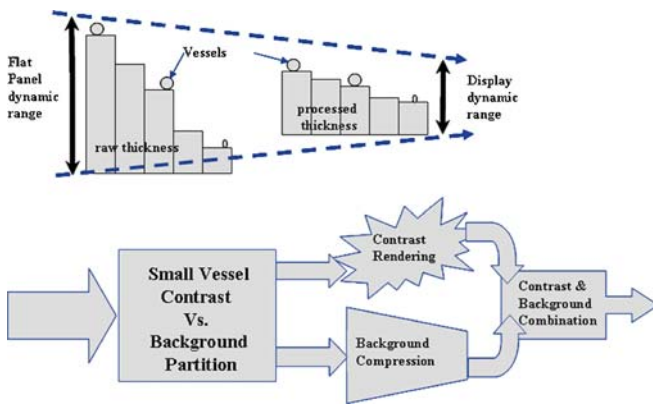 Flat
Panel
dynamic
range
Vessels
raw thickness
processed
thickness
Display
dynamic
range
Small Vessel
Contrast
Vs.
Background
Partition
Contrast
Rendering
Background
Compression
Contrast &
Background
Combination